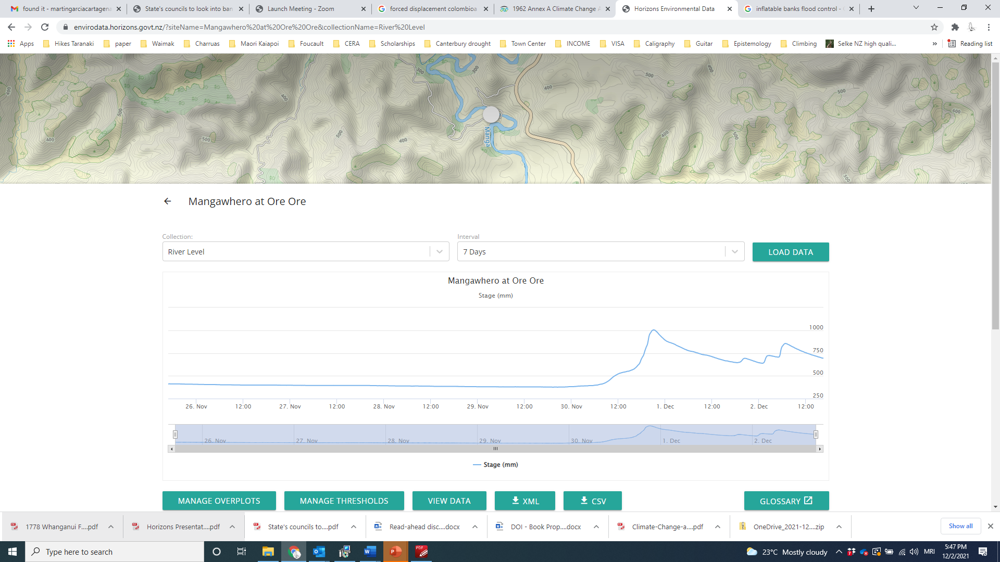 found it - martingarciacartagena
State's councils to look into ban
Launch Meeting - Zoom
forced displacement colombioa
1962 Annex A Climate Change A
Horizons Environmental Data
inflatable banks flood control -
envirodata.horizons.govt.nz/?siteName=Mangawhero%20at%20Ore%20Ore&collectionName=River%20Level
Apps
Hikes Taranaki
paper
Waimak
Charruas
Maori Kaiapoi
Foucault
CERA
Scholarships
Canterbury drought
Town Center
INCOME
VISA
Caligraphy
Guitar
Epistemology
Climbing
Selke NZ high quali...
»
Reading list
300
300
400
400
500
400
500
400
500
500
600
400
500
500
400
400
500
500
Manga
Mangawhero at Ore Ore
Collection:
Interval
River Level
7 Days
LOAD DATA
Mangawhero at Ore Ore
Stage (mm)
1000
750
500
250
26. Nov
12:00
27. Nov
12:00
28. Nov
12:00
29. Nov
12:00
30. Nov
12:00
1. Dec
12:00
2. Dec
12:00
26. Nov
27. Nov
28. Nov
29. Nov
30. Nov
1. Dec
2. Dec
Stage (mm)
MANAGE OVERPLOTS
MANAGE THRESHOLDS
VIEW DATA
XML
CSV
GLOSSARY
1778 Whanganui F....pdf
Horizons Presentat....pdf
State's councils to....pdf
Read-ahead disc....docx
DOI - Book Prop....docx
Climate-Change-a....pdf
OneDrive_2021-12....zip
Show all
Type here to search
23°C Mostly cloudy
MRI
5:47 PM
12/2/2021